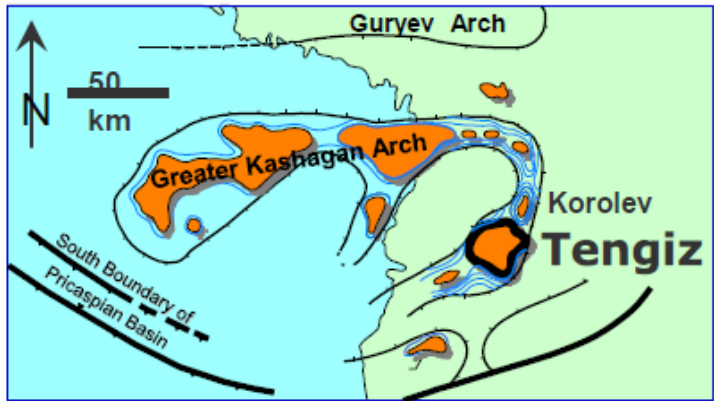 Guryev Arch
50
km
N
Greater Kashagan Arch
Korolev
Tengiz
South Boundary of
Pricaspian Basin